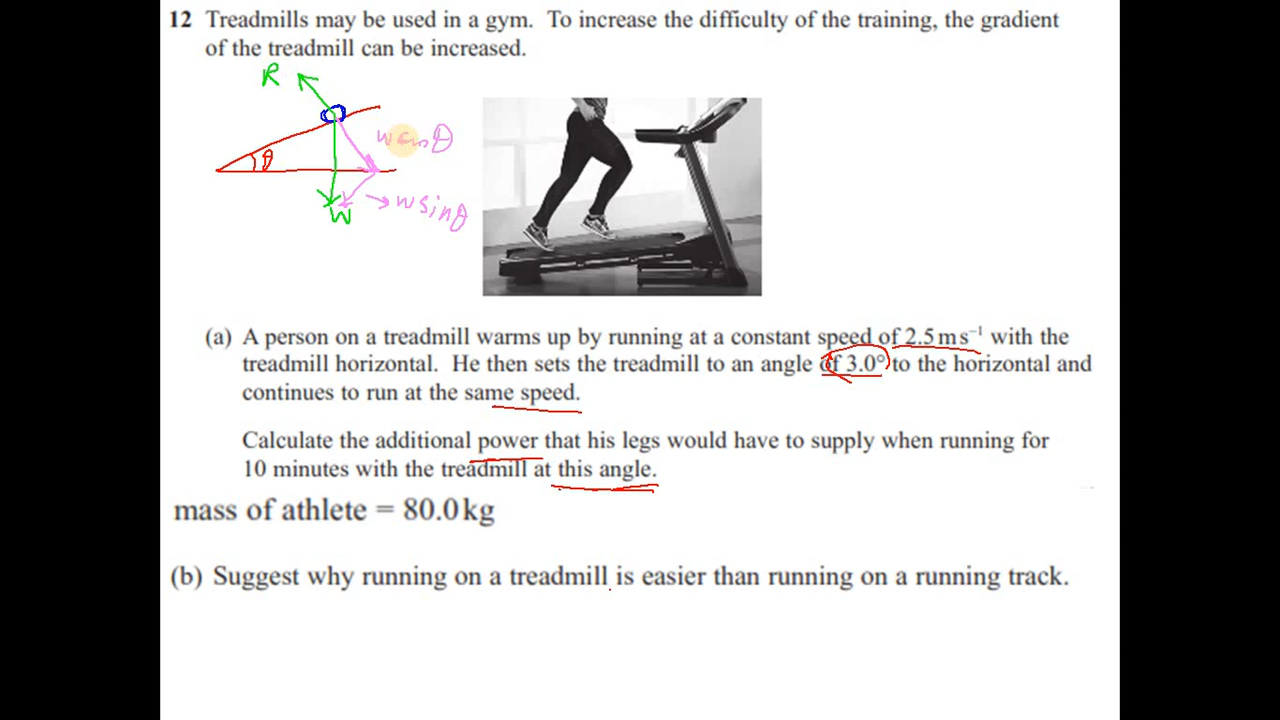 12 Treadmills may be used in a gym. To increase the difficulty of the training, the gradient
of the treadmill can be increased.
R
θ
W cos θ
W
→ W sin θ
(a) A person on a treadmill warms up by running at a constant speed of 2.5 m s⁻¹ with the
treadmill horizontal. He then sets the treadmill to an angle of 3.0° to the horizontal and
continues to run at the same speed.
Calculate the additional power that his legs would have to supply when running for
10 minutes with the treadmill at this angle.
mass of athlete = 80.0 kg
(b) Suggest why running on a treadmill is easier than running on a running track.